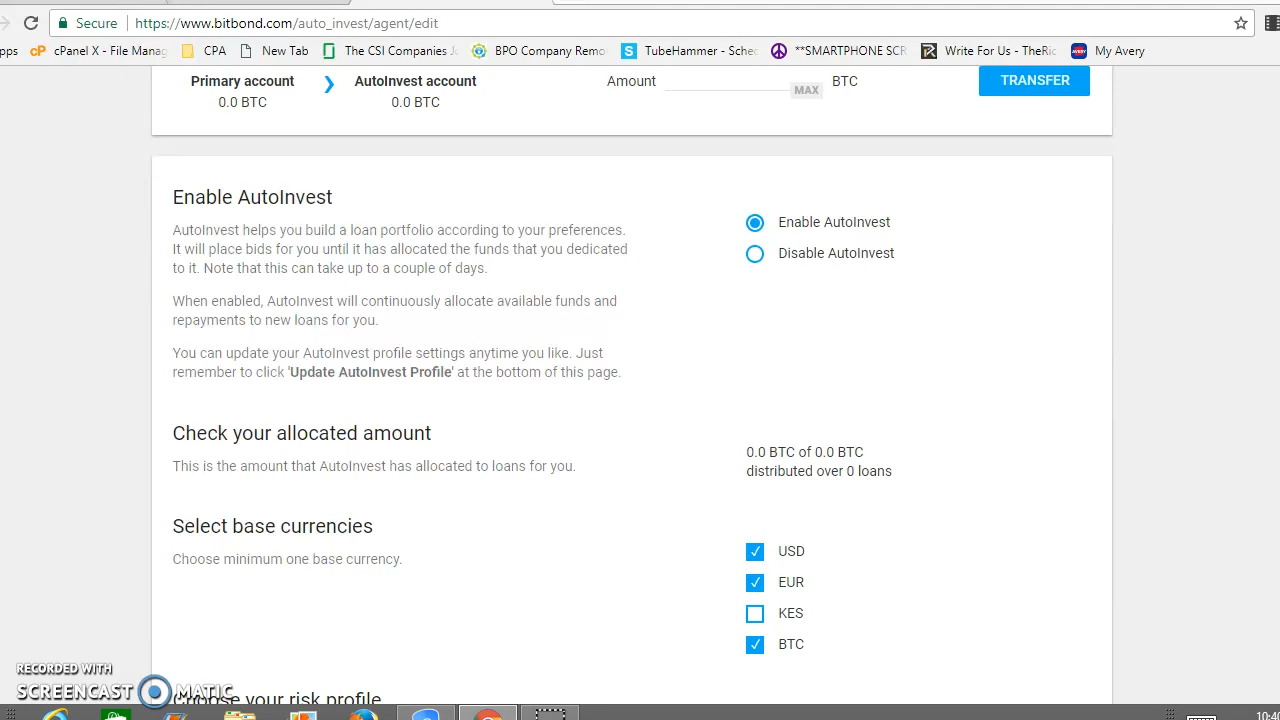 Secure https://www.bitbond.com/auto_invest/agent/edit
pps cPanel X - File Manag CPA New Tab The CSI Companies BPO Company Remo TubeHammer - Sche **SMARTPHONE SCR Write For Us - TheRic My Avery
Primary account AutoInvest account Amount MAX BTC TRANSFER
0.0 BTC 0.0 BTC
Enable AutoInvest
AutoInvest helps you build a loan portfolio according to your preferences.
It will place bids for you until it has allocated the funds that you dedicated
to it. Note that this can take up to a couple of days.
When enabled, AutoInvest will continuously allocate available funds and
repayments to new loans for you.
You can update your AutoInvest profile settings anytime you like. Just
remember to click 'Update AutoInvest Profile' at the bottom of this page.
Enable AutoInvest
Disable AutoInvest
Check your allocated amount
This is the amount that AutoInvest has allocated to loans for you.
0.0 BTC of 0.0 BTC
distributed over 0 loans
Select base currencies
Choose minimum one base currency.
USD
EUR
KES
BTC
Choose your risk profile
RECORDED WITH
SCREENCAST MATIC